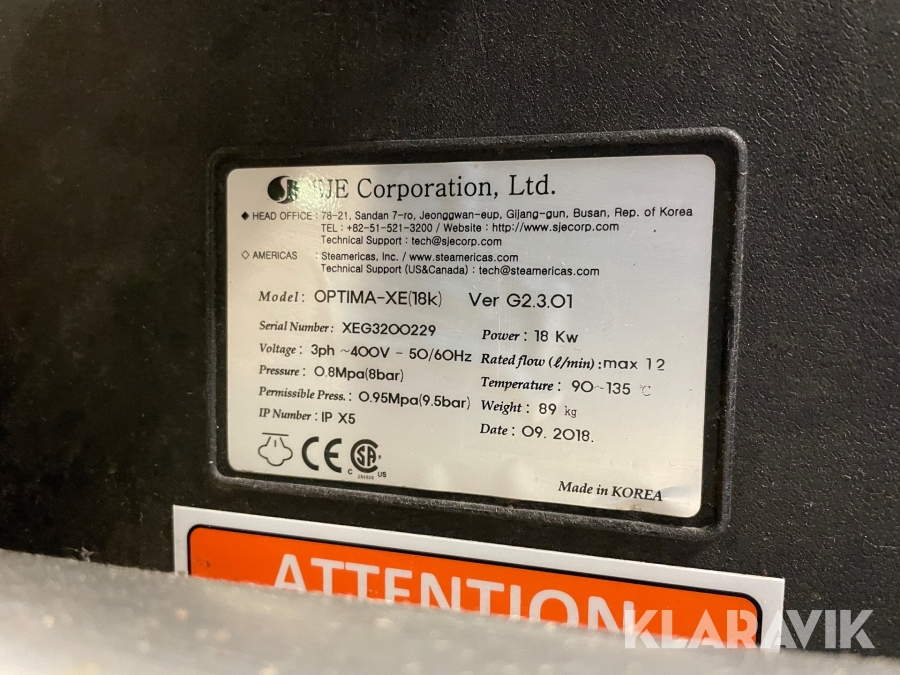 SJE Corporation, Ltd.
◆ HEAD OFFICE : 78-21, Sandan 7-ro, Jeonggwan-eup, Gijang-gun, Busan, Rep. of Korea
TEL : +82-51-521-3200 / Website : http://www.sjecorp.com
Technical Support : tech@sjecorp.com
◇ AMERICAS : Steamericas, Inc. / www.steamericas.com
Technical Support (US&Canada) : tech@steamericas.com
Model : OPTIMA-XE(18k) Ver G2.3.01
Serial Number : XEG3200229
Power : 18 Kw
Voltage : 3ph ~400V - 50/60Hz
Rated flow (ℓ/min) : max 12
Pressure : 0.8Mpa(8bar)
Temperature : 90~135 ℃
Permissible Press. : 0.95Mpa(9.5bar)
Weight : 89 kg
IP Number : IP X5
Date : 09. 2018.
CE C SA US
Made in KOREA
ATTENTION
KLARAVIK